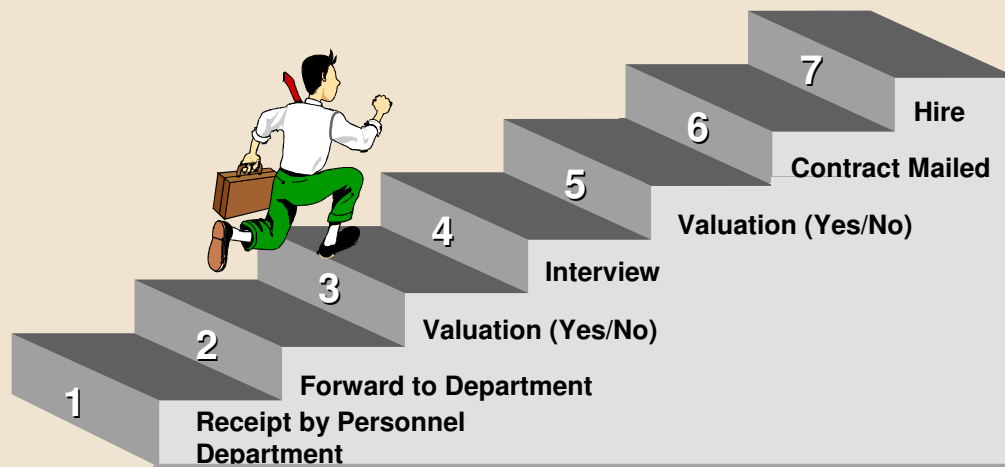 7
Hire
6
Contract Mailed
5
Valuation (Yes/No)
4
Interview
3
Valuation (Yes/No)
2
Forward to Department
1
Receipt by Personnel
Department